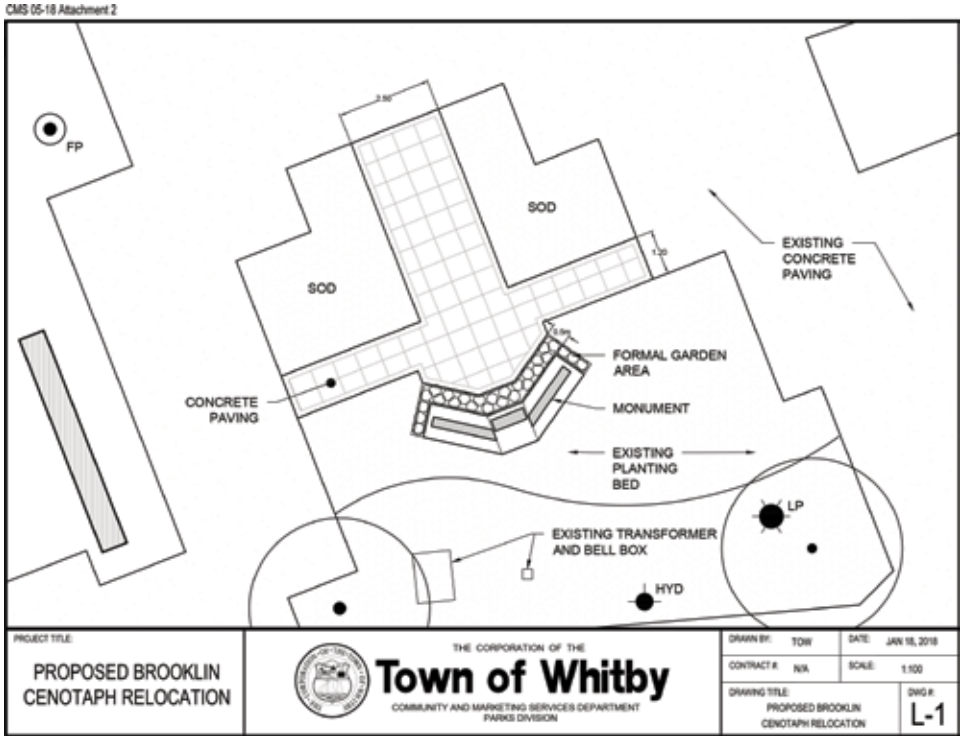 CMS 05-18 Attachment 2
2.50
FP
SOD
EXISTING
CONCRETE
PAVING
1.20
SOD
0.5m
FORMAL GARDEN
AREA
CONCRETE
PAVING
MONUMENT
EXISTING
PLANTING
BED
LP
EXISTING TRANSFORMER
AND BELL BOX
HYD
PROJECT TITLE:
PROPOSED BROOKLIN
CENOTAPH RELOCATION
THE CORPORATION OF THE
Town of Whitby
COMMUNITY AND MARKETING SERVICES DEPARTMENT
PARKS DIVISION
DRAWN BY: TOW
DATE: JAN 18, 2018
CONTRACT #: N/A
SCALE: 1:100
DRAWING TITLE:
PROPOSED BROOKLIN
CENOTAPH RELOCATION
DWG #:
L-1